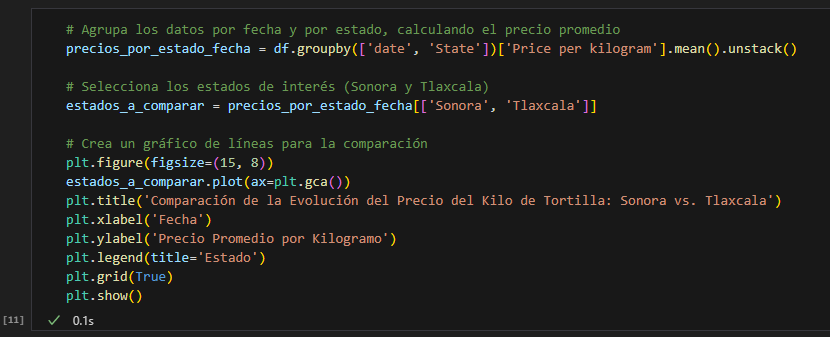 # Agrupa los datos por fecha y por estado, calculando el precio promedio
precios_por_estado_fecha = df.groupby(['date', 'State'])['Price per kilogram'].mean().unstack()
# Selecciona los estados de interés (Sonora y Tlaxcala)
estados_a_comparar = precios_por_estado_fecha[['Sonora', 'Tlaxcala']]
# Crea un gráfico de líneas para la comparación
plt.figure(figsize=(15, 8))
estados_a_comparar.plot(ax=plt.gca())
plt.title('Comparación de la Evolución del Precio del Kilo de Tortilla: Sonora vs. Tlaxcala')
plt.xlabel('Fecha')
plt.ylabel('Precio Promedio por Kilogramo')
plt.legend(title='Estado')
plt.grid(True)
plt.show()
[11] ✓ 0.1s